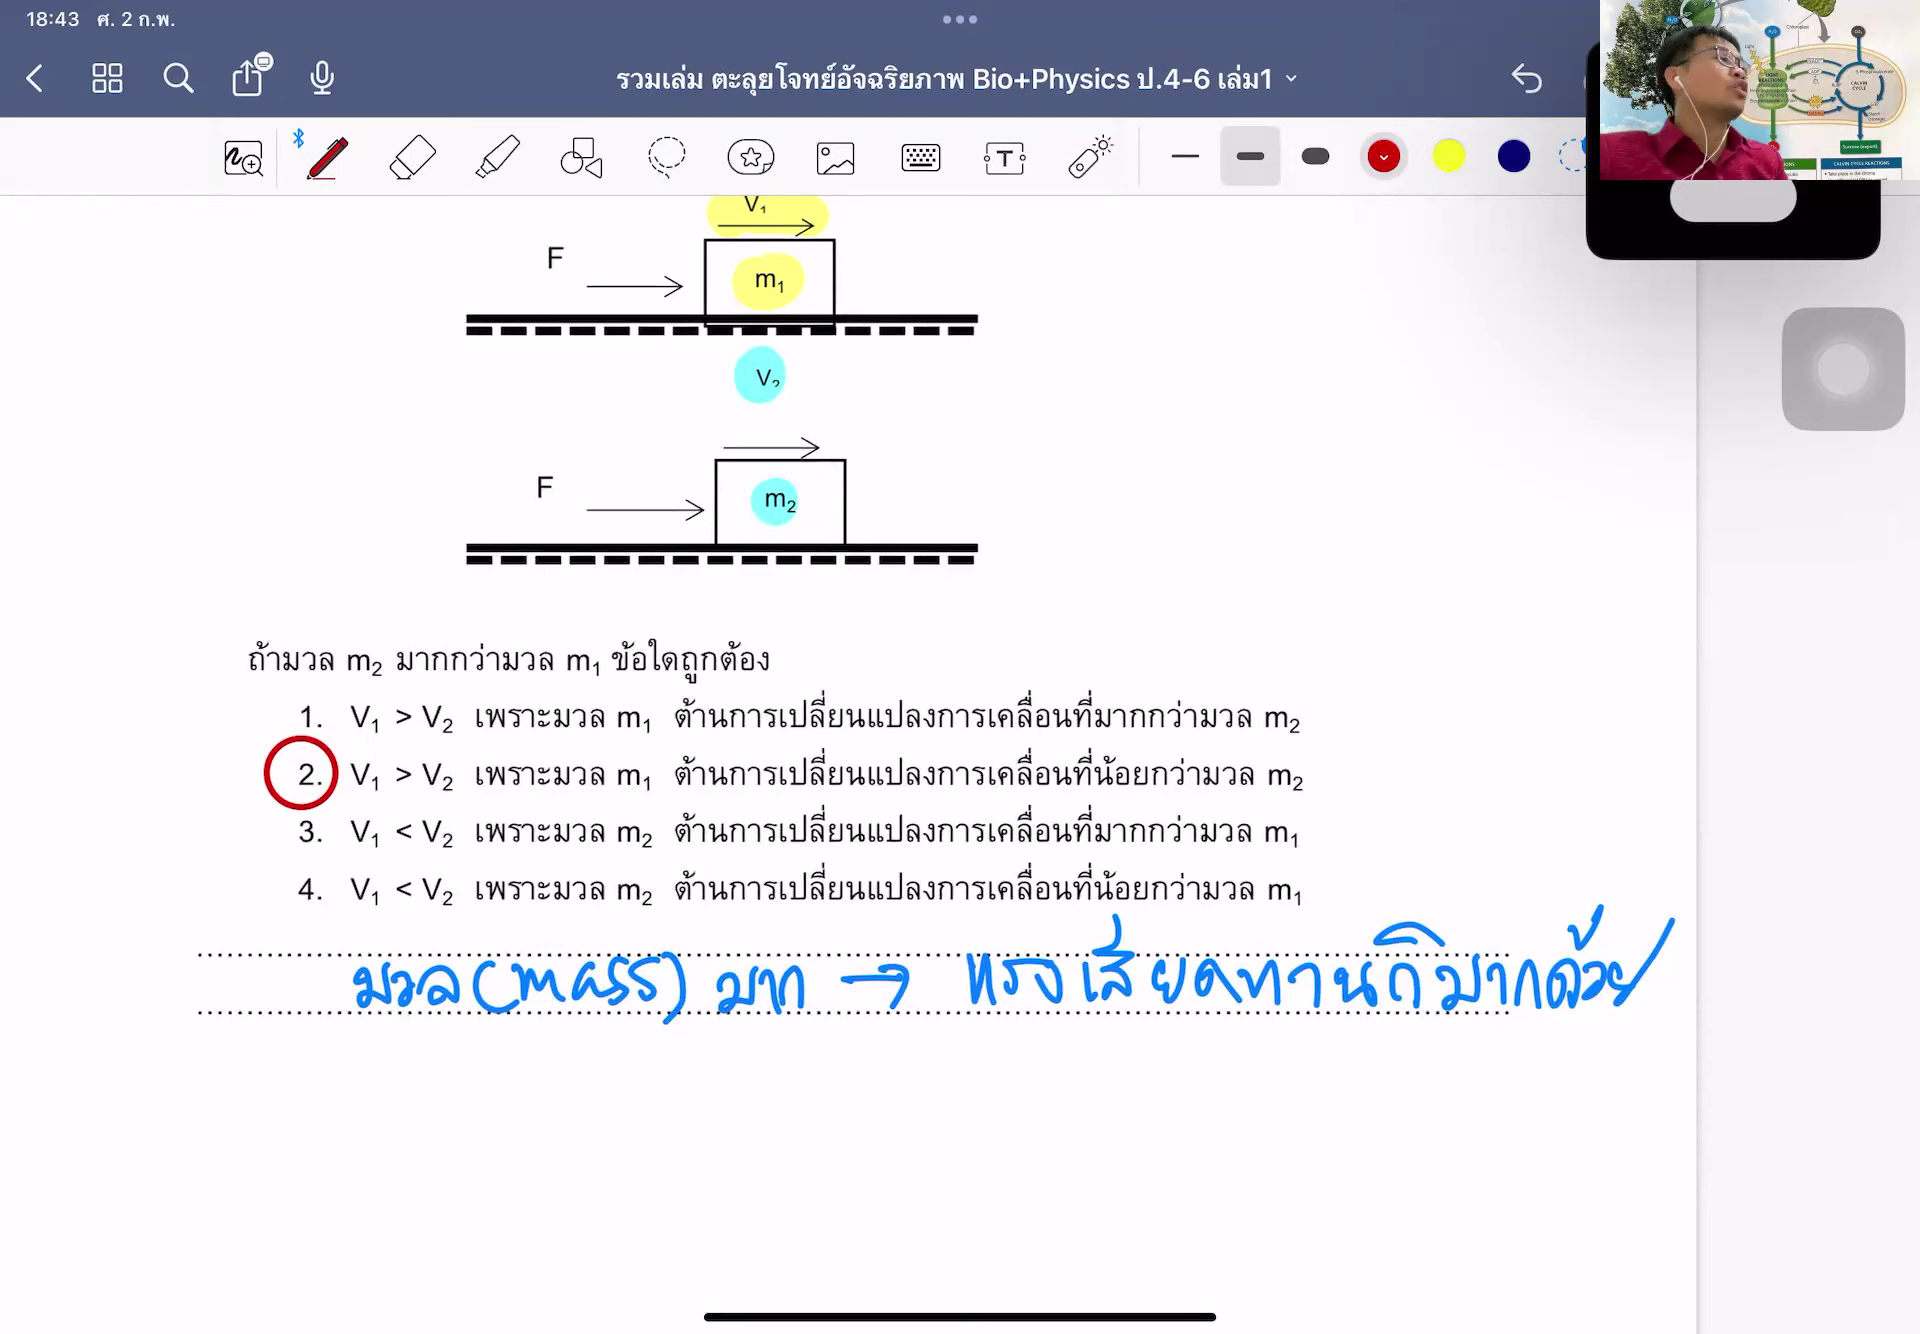 18:43 ศ. 2 ก.พ.
รวมเล่ม ตะลุยโจทย์อัจฉริยภาพ Bio+Physics ป.4-6 เล่ม1
V₁
F
m₁
V₂
F
m₂
ถ้ามวล m₂ มากกว่ามวล m₁ ข้อใดถูกต้อง
1. V₁ > V₂ เพราะมวล m₁ ต้านการเปลี่ยนแปลงการเคลื่อนที่มากกว่ามวล m₂
2. V₁ > V₂ เพราะมวล m₁ ต้านการเปลี่ยนแปลงการเคลื่อนที่น้อยกว่ามวล m₂
3. V₁ < V₂ เพราะมวล m₂ ต้านการเปลี่ยนแปลงการเคลื่อนที่มากกว่ามวล m₁
4. V₁ < V₂ เพราะมวล m₂ ต้านการเปลี่ยนแปลงการเคลื่อนที่น้อยกว่ามวล m₁
มวล (mass) มาก → แรงเสียดทานก็มากด้วย
CALVIN CYCLE
CALVIN CYCLE REACTIONS